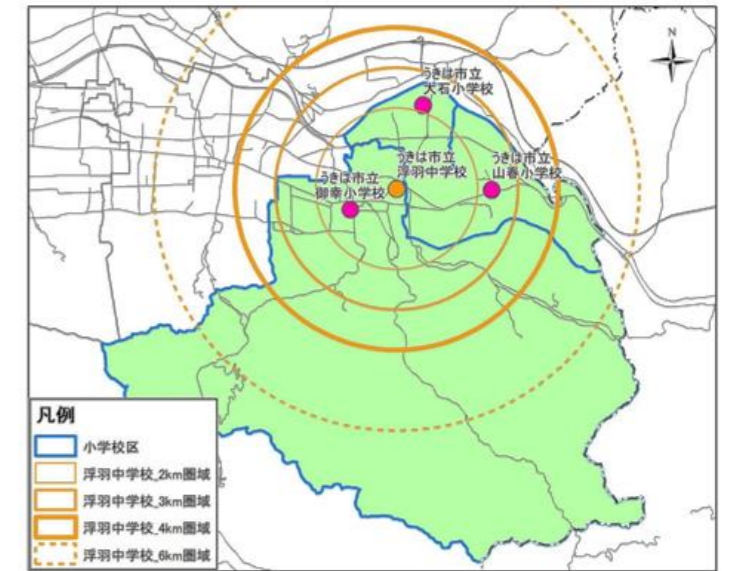 N
うきは市立
大石小学校
うきは市立
浮羽中学校
うきは市立
山春小学校
うきは市立
御幸小学校
凡例
小学校区
浮羽中学校_2km圏域
浮羽中学校_3km圏域
浮羽中学校_4km圏域
浮羽中学校_6km圏域